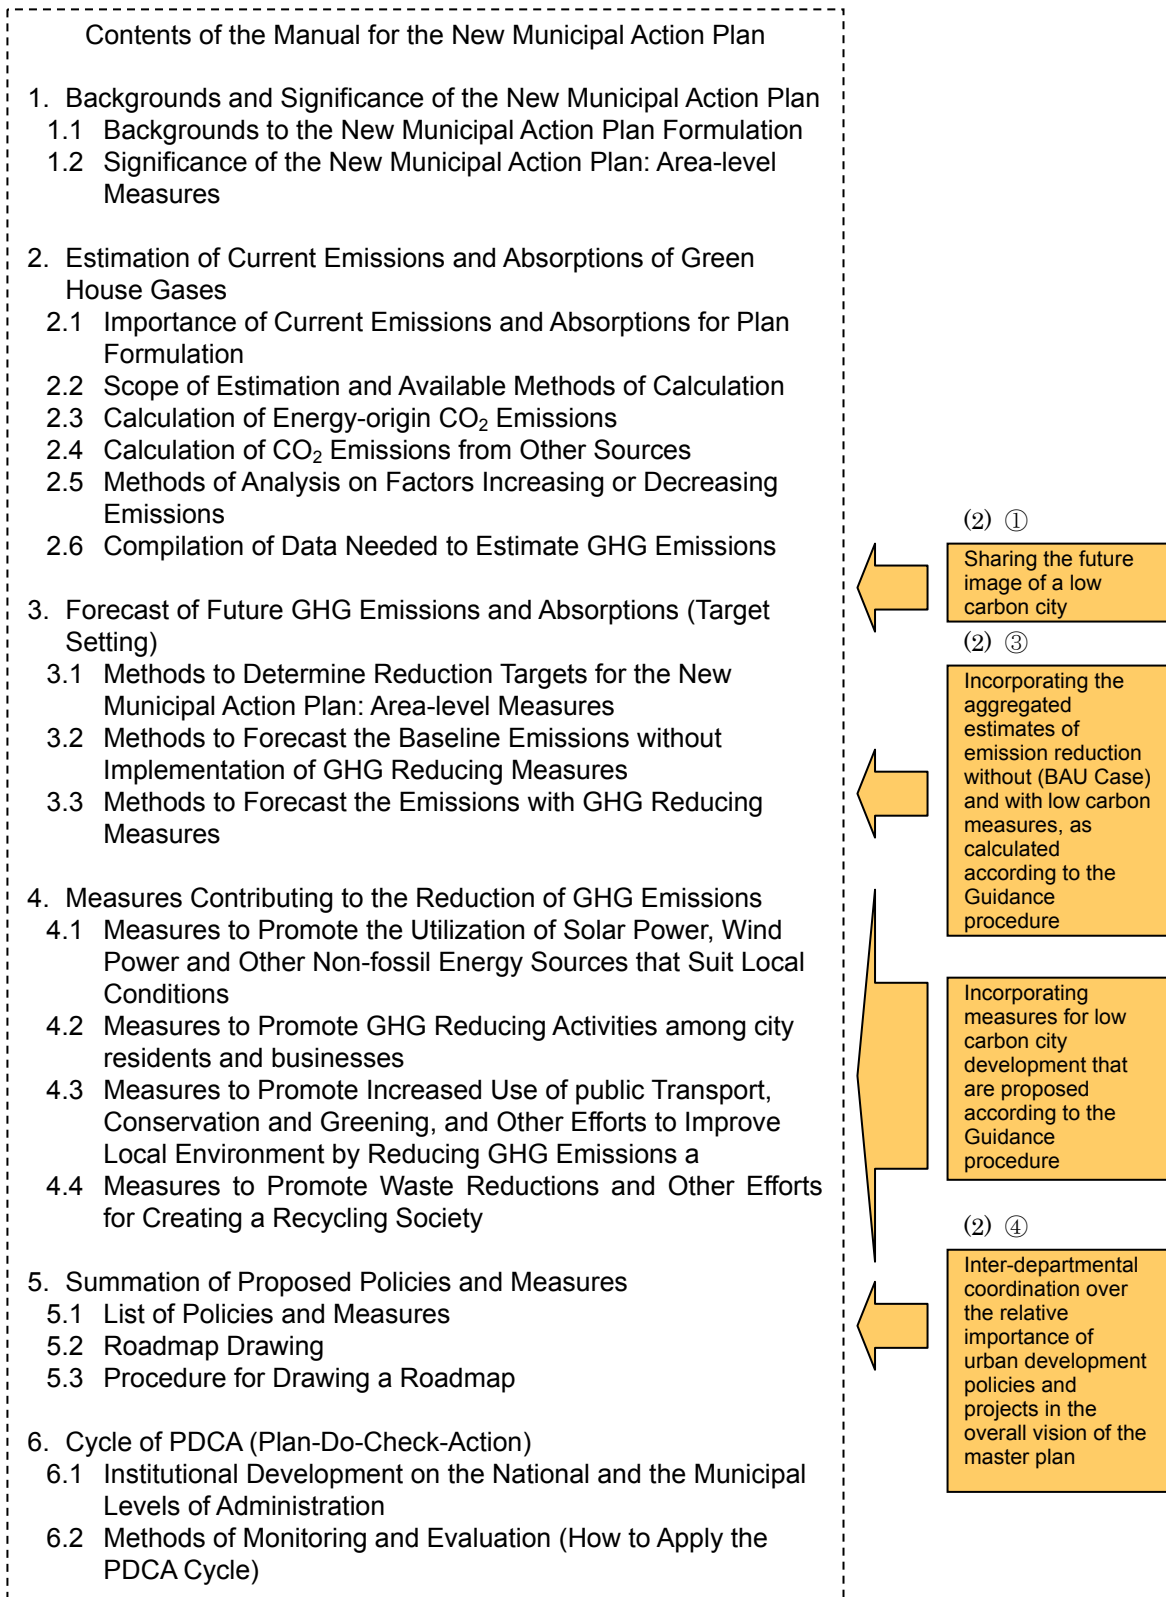 Contents of the Manual for the New Municipal Action Plan
1. Backgrounds and Significance of the New Municipal Action Plan
1.1 Backgrounds to the New Municipal Action Plan Formulation
1.2 Significance of the New Municipal Action Plan: Area-level
Measures
2. Estimation of Current Emissions and Absorptions of Green
House Gases
2.1 Importance of Current Emissions and Absorptions for Plan
Formulation
2.2 Scope of Estimation and Available Methods of Calculation
2.3 Calculation of Energy-origin CO₂ Emissions
2.4 Calculation of CO₂ Emissions from Other Sources
2.5 Methods of Analysis on Factors Increasing or Decreasing
Emissions
2.6 Compilation of Data Needed to Estimate GHG Emissions
3. Forecast of Future GHG Emissions and Absorptions (Target
Setting)
3.1 Methods to Determine Reduction Targets for the New
Municipal Action Plan: Area-level Measures
3.2 Methods to Forecast the Baseline Emissions without
Implementation of GHG Reducing Measures
3.3 Methods to Forecast the Emissions with GHG Reducing
Measures
4. Measures Contributing to the Reduction of GHG Emissions
4.1 Measures to Promote the Utilization of Solar Power, Wind
Power and Other Non-fossil Energy Sources that Suit Local
Conditions
4.2 Measures to Promote GHG Reducing Activities among city
residents and businesses
4.3 Measures to Promote Increased Use of public Transport,
Conservation and Greening, and Other Efforts to Improve
Local Environment by Reducing GHG Emissions a
4.4 Measures to Promote Waste Reductions and Other Efforts
for Creating a Recycling Society
5. Summation of Proposed Policies and Measures
5.1 List of Policies and Measures
5.2 Roadmap Drawing
5.3 Procedure for Drawing a Roadmap
6. Cycle of PDCA (Plan-Do-Check-Action)
6.1 Institutional Development on the National and the Municipal
Levels of Administration
6.2 Methods of Monitoring and Evaluation (How to Apply the
PDCA Cycle)
(2) ①
Sharing the future
image of a low
carbon city
(2) ③
Incorporating the
aggregated
estimates of
emission reduction
without (BAU Case)
and with low carbon
measures, as
calculated
according to the
Guidance
procedure
Incorporating
measures for low
carbon city
development that
are proposed
according to the
Guidance
procedure
(2) ④
Inter-departmental
coordination over
the relative
importance of
urban development
policies and
projects in the
overall vision of the
master plan